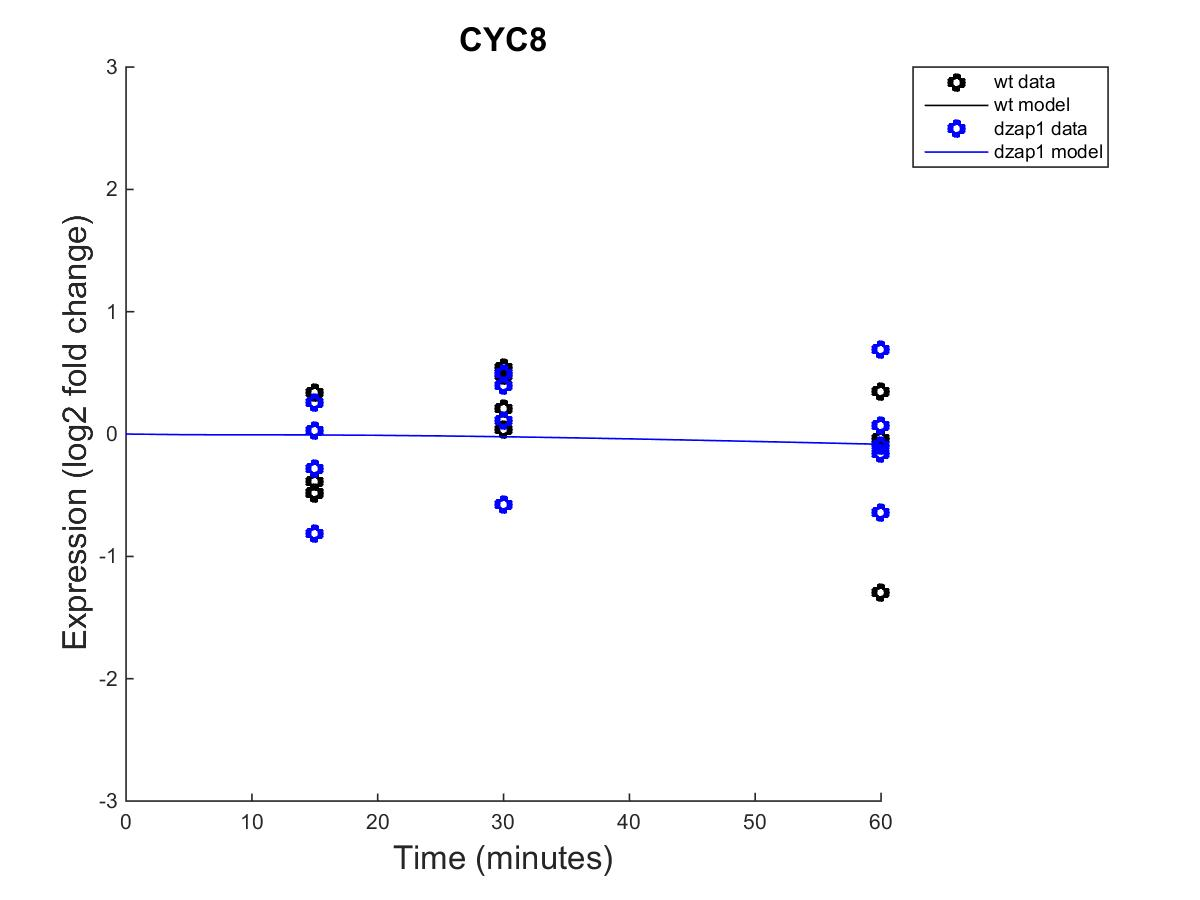 CYC8
3
2
1
0
-1
-2
-3
Expression (log2 fold change)
0 10 20 30 40 50 60
Time (minutes)
wt data
wt model
dzap1 data
dzap1 model